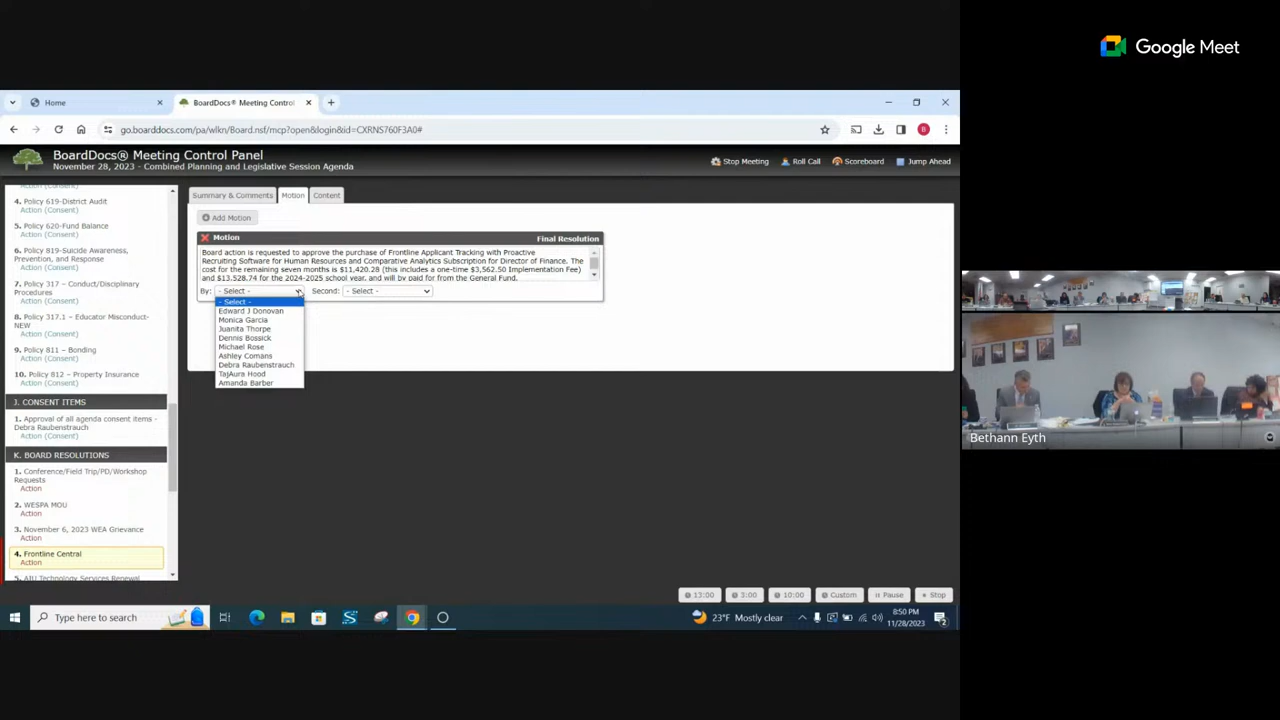 Google Meet
Home
BoardDocs® Meeting Control
go.boarddocs.com/pa/wlkn/Board.nsf/mcp?open&login&id=CXRNS760F3A0#
B
BoardDocs® Meeting Control Panel
November 28, 2023 - Combined Planning and Legislative Session Agenda
Stop Meeting
Roll Call
Scoreboard
Jump Ahead
Action (Consent)
4. Policy 619-District Audit
Action (Consent)
5. Policy 620-Fund Balance
Action (Consent)
6. Policy 819-Suicide Awareness,
Prevention, and Response
Action (Consent)
7. Policy 317 – Conduct/Disciplinary
Procedures
Action (Consent)
8. Policy 317.1 – Educator Misconduct-
NEW
Action (Consent)
9. Policy 811 – Bonding
Action (Consent)
10. Policy 812 – Property Insurance
Action (Consent)
J. CONSENT ITEMS
1. Approval of all agenda consent items -
Debra Raubenstrauch
Action (Consent)
K. BOARD RESOLUTIONS
1. Conference/Field Trip/PD/Workshop
Requests
Action
2. WESPA MOU
Action
3. November 6, 2023 WEA Grievance
Action
4. Frontline Central
Action
5. AIU Technology Services Renewal
Summary & Comments
Motion
Content
Add Motion
Motion
Final Resolution
Board action is requested to approve the purchase of Frontline Applicant Tracking with Proactive
Recruiting Software for Human Resources and Comparative Analytics Subscription for Director of Finance. The
cost for the remaining seven months is $11,420.28 (this includes a one-time $3,562.50 Implementation Fee)
and $13,528.74 for the 2024-2025 school year, and will be paid for from the General Fund.
By: - Select -
Second: - Select -
- Select -
Edward J Donovan
Monica Garcia
Juanita Thorpe
Dennis Bossick
Michael Rose
Ashley Comans
Debra Raubenstrauch
TajAura Hood
Amanda Barber
13:00
3:00
10:00
Custom
Pause
Stop
Type here to search
23°F Mostly clear
8:50 PM
11/28/2023
2
Bethann Eyth